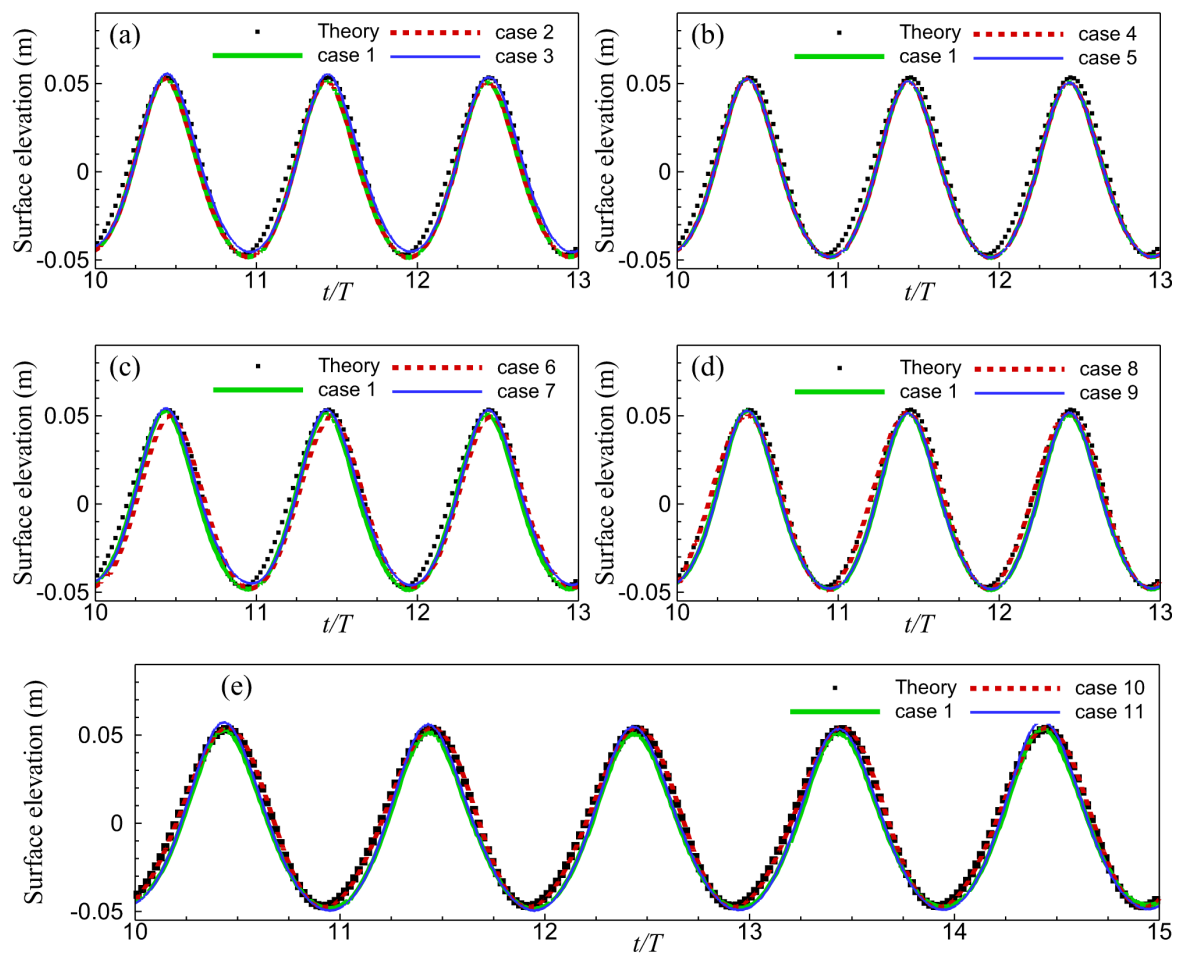 (a) Theory case 2
case 1 case 3
Surface elevation (m)
0.05
0
-0.05
10 11 12 13
t/T
(b) Theory case 4
case 1 case 5
Surface elevation (m)
0.05
0
-0.05
10 11 12 13
t/T
(c) Theory case 6
case 1 case 7
Surface elevation (m)
0.05
0
-0.05
10 11 12 13
t/T
(d) Theory case 8
case 1 case 9
Surface elevation (m)
0.05
0
-0.05
10 11 12 13
t/T
(e) Theory case 10
case 1 case 11
Surface elevation (m)
0.05
0
-0.05
10 11 12 13 14 15
t/T